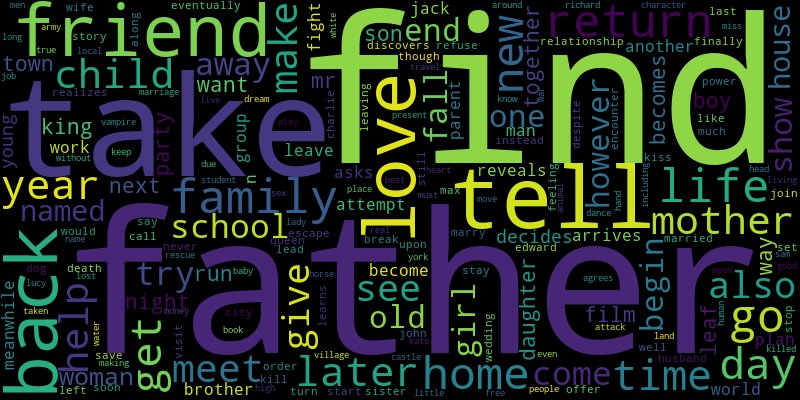 men
wife
eventually
jack
around
richard
character
army
long
story
along
white
friend
make
fight
son
end
discovers
last
miss
new
return
relationship
another
finally
true
local
town
child
away
mr
though
refuse
together
job
realizes
marriage
want
leaving
love
fall
parent
travel
becomes
power
boy
show
house
live
dream
charlie
take
find
know
war
like
much
young
king
vampire
party
group
one
man
present
instead
despite
encounter
work
without
keep
play
leave
asks
still
reveals
kiss
however
year
next
family
due
student
n
place
best
heart
attempt
max
must
tell
feeling
animal
including
hand
head
living
life
join
named
sex
school
lady
move
dance
mother
back
say
would
call
never
try
run
queen
lead
escape
break
real
upon
marry
decides
arrives
edward
york
begin
married
way
set
sam
good
meanwhile
name
dog
death
lost
help
rescue
baby
give
horse
learns
become
see
stay
wedding
agrees
also
need
lucy
night
city
money
book
old
girl
daughter
film
leaf
go
plan
stop
father
taken
water
save
making
get
visit
john
kate
attack
land
human
well
husband
killed
day
woman
left
soon
meet
order
kill
village
castle
later
home
come
even
time
world
brother
high
turn
start
sister
little
free
people
offer